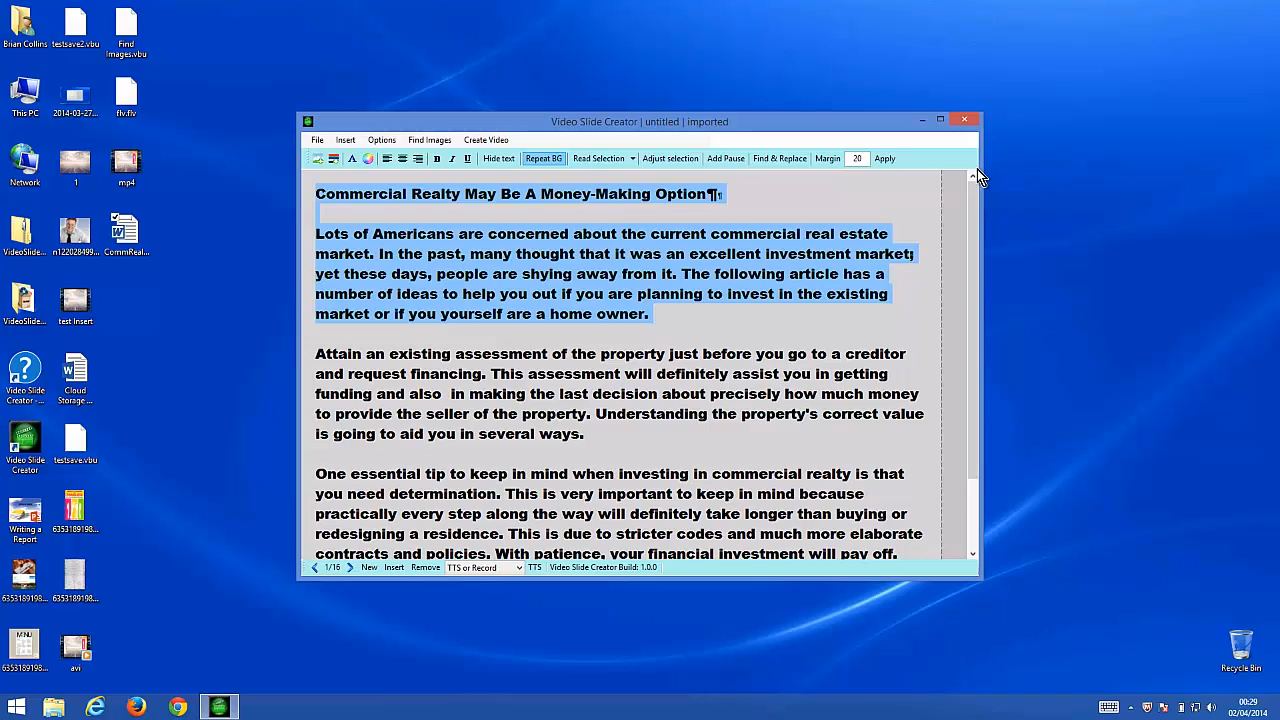 Brian Collins
testsave2.vbu
Find
Images.vbu
This PC
2014-03-27...
flv.flv
Network
1
mp4
VideoSlide...
n122028499...
CommReal...
VideoSlide...
test Insert
Video Slide
Creator -...
Cloud
Storage ...
Video Slide
Creator
testsave.vbu
Writing a
Report
6353189198...
6353189198...
6353189198...
MENU
6353189198...
avi
Recycle Bin
Video Slide Creator | untitled | imported
File Insert Options Find Images Create Video
A B I U Hide text Repeat BG Read Selection Adjust selection Add Pause Find & Replace Margin 20 Apply
Commercial Realty May Be A Money-Making Option¶¶
Lots of Americans are concerned about the current commercial real estate
market. In the past, many thought that it was an excellent investment market;
yet these days, people are shying away from it. The following article has a
number of ideas to help you out if you are planning to invest in the existing
market or if you yourself are a home owner.
Attain an existing assessment of the property just before you go to a creditor
and request financing. This assessment will definitely assist you in getting
funding and also  in making the last decision about precisely how much money
to provide the seller of the property. Understanding the property's correct value
is going to aid you in several ways.
One essential tip to keep in mind when investing in commercial realty is that
you need determination. This is very important to keep in mind because
practically every step along the way will definitely take longer than buying or
redesigning a residence. This is due to stricter codes and much more elaborate
contracts and policies. With patience, your financial investment will pay off.
1/16 New Insert Remove TTS or Record TTS Video Slide Creator Build: 1.0.0
00:29
02/04/2014